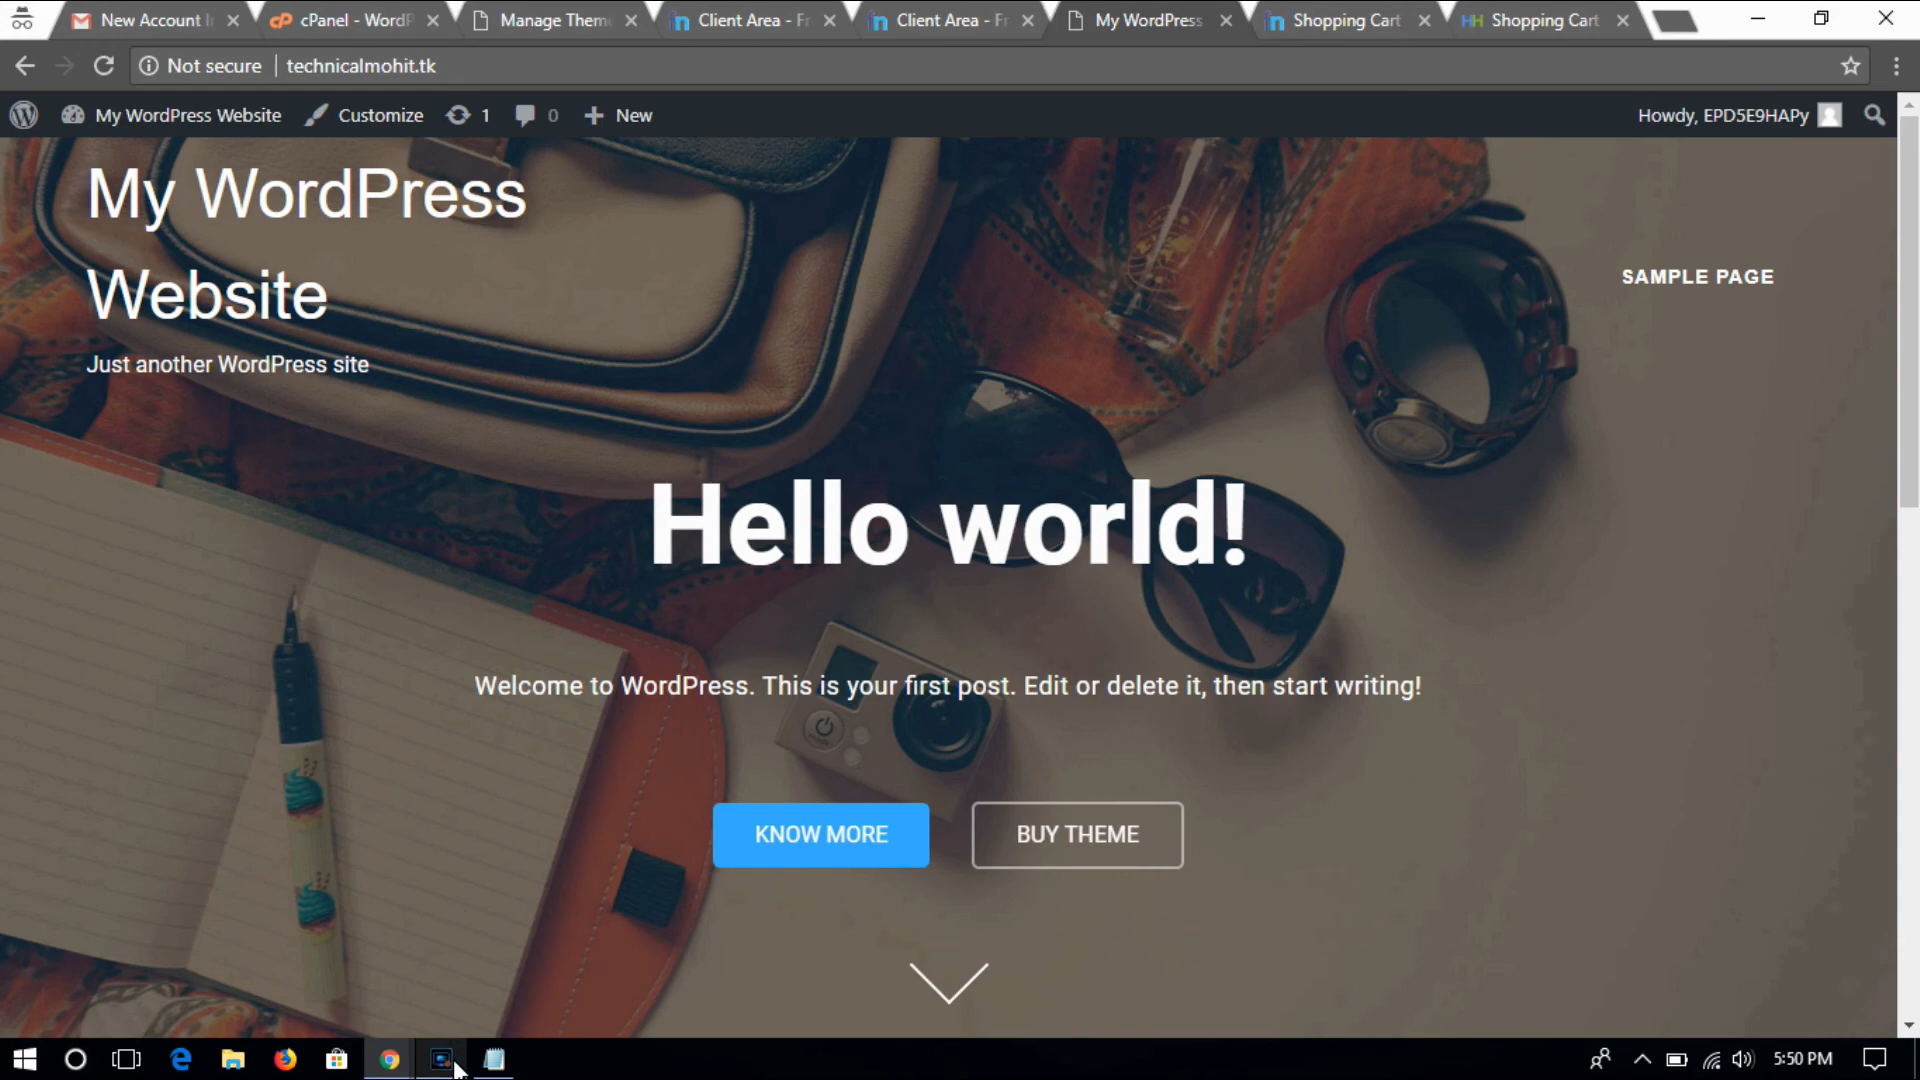 New Account I
cPanel - WordP
Manage Them
Client Area - Fr
Client Area - Fr
My WordPress
Shopping Cart
Shopping Cart
Not secure | technicalmohit.tk
My WordPress Website
Customize
1
0
New
Howdy, EPD5E9HAPy
My WordPress
Website
Just another WordPress site
SAMPLE PAGE
Hello world!
Welcome to WordPress. This is your first post. Edit or delete it, then start writing!
KNOW MORE
BUY THEME
5:50 PM